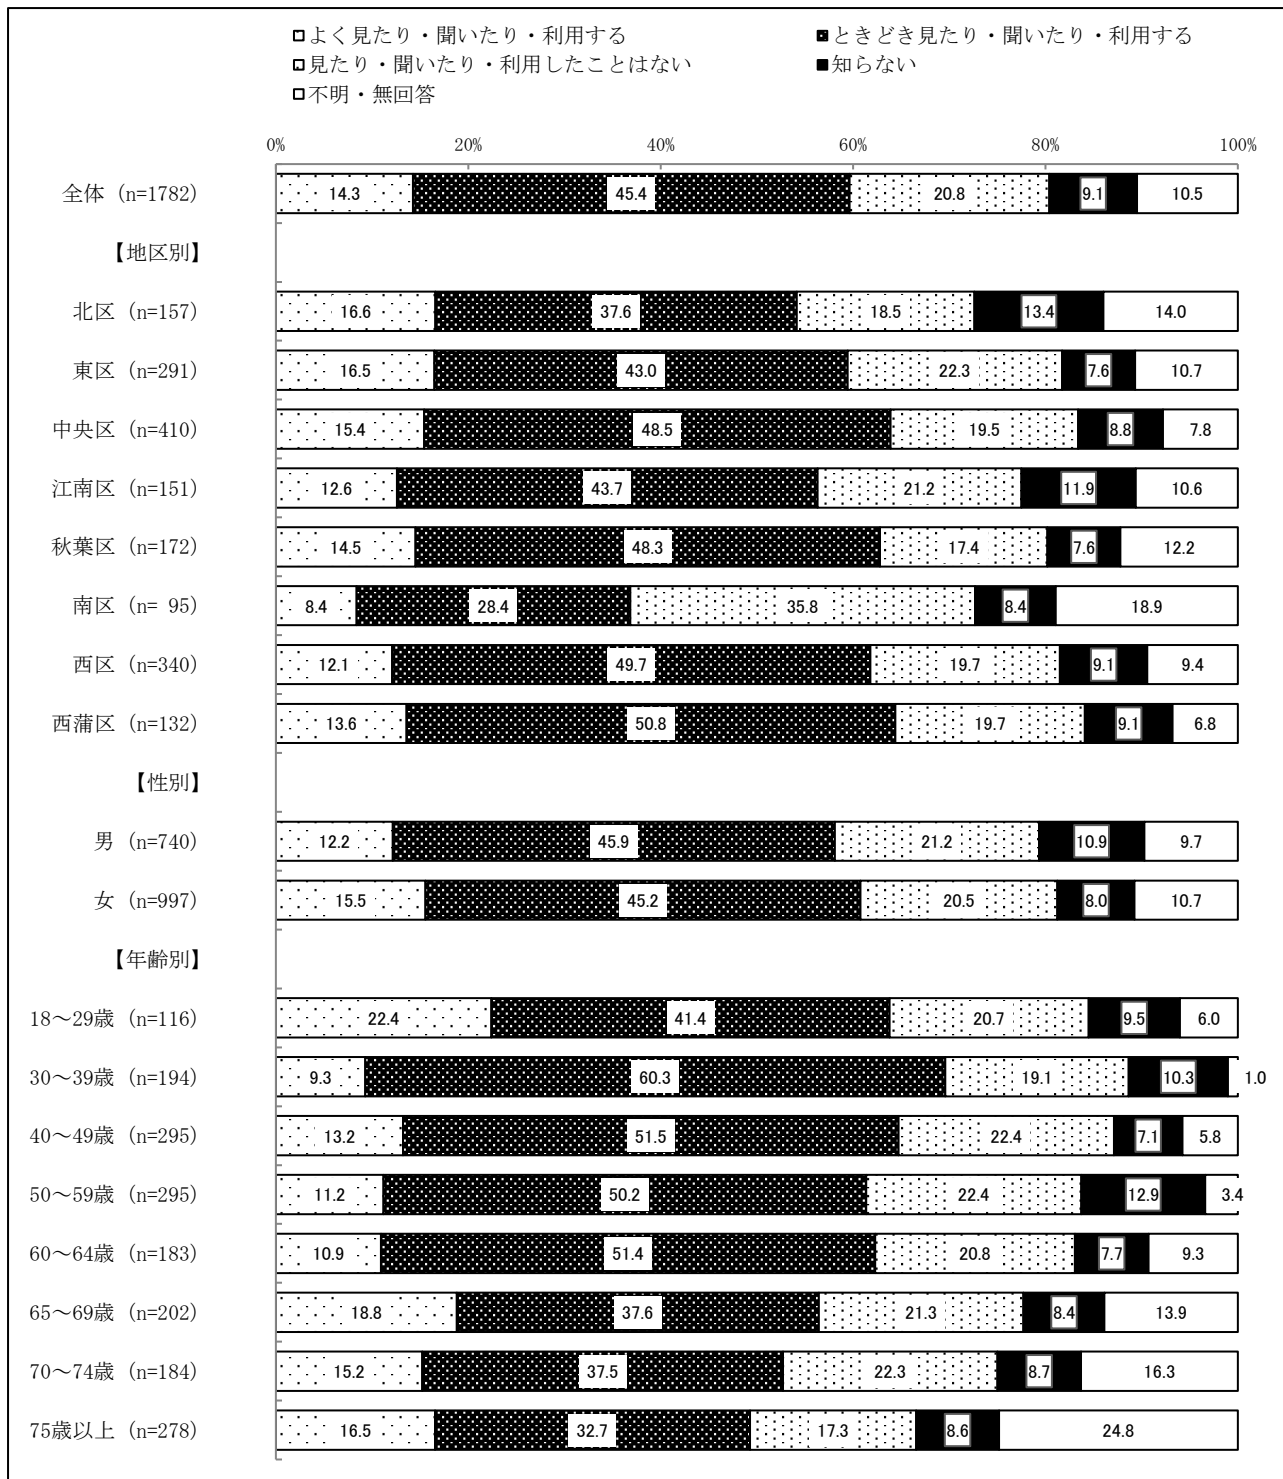 よく見たり・聞いたり・利用する ときどき見たり・聞いたり・利用する
見たり・聞いたり・利用したことはない 知らない
不明・無回答
0% 20% 40% 60% 80% 100%
全体 (n=1782) 14.3 45.4 20.8 9.1 10.5
【地区別】
北区 (n=157) 16.6 37.6 18.5 13.4 14.0
東区 (n=291) 16.5 43.0 22.3 7.6 10.7
中央区 (n=410) 15.4 48.5 19.5 8.8 7.8
江南区 (n=151) 12.6 43.7 21.2 11.9 10.6
秋葉区 (n=172) 14.5 48.3 17.4 7.6 12.2
南区 (n= 95) 8.4 28.4 35.8 8.4 18.9
西区 (n=340) 12.1 49.7 19.7 9.1 9.4
西蒲区 (n=132) 13.6 50.8 19.7 9.1 6.8
【性別】
男 (n=740) 12.2 45.9 21.2 10.9 9.7
女 (n=997) 15.5 45.2 20.5 8.0 10.7
【年齢別】
18～29歳 (n=116) 22.4 41.4 20.7 9.5 6.0
30～39歳 (n=194) 9.3 60.3 19.1 10.3 1.0
40～49歳 (n=295) 13.2 51.5 22.4 7.1 5.8
50～59歳 (n=295) 11.2 50.2 22.4 12.9 3.4
60～64歳 (n=183) 10.9 51.4 20.8 7.7 9.3
65～69歳 (n=202) 18.8 37.6 21.3 8.4 13.9
70～74歳 (n=184) 15.2 37.5 22.3 8.7 16.3
75歳以上 (n=278) 16.5 32.7 17.3 8.6 24.8